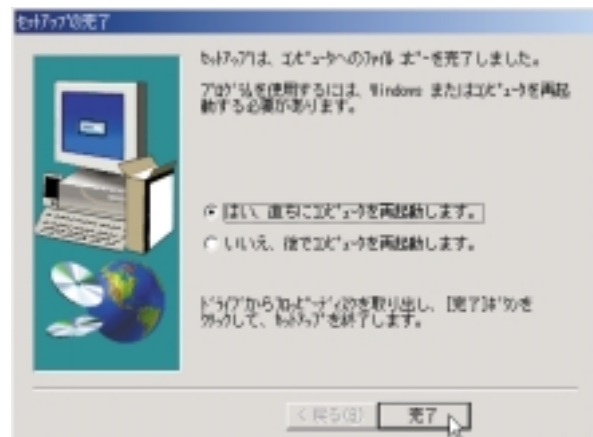 ｾｯﾄｱｯﾌﾟの完了
ｾｯﾄｱｯﾌﾟは、ｺﾝﾋﾟｭｰﾀへのﾌｧｲﾙ ｺﾋﾟｰを完了しました。
ﾌﾟﾛｸﾞﾗﾑを使用するには、Windows またはｺﾝﾋﾟｭｰﾀを再起
動する必要があります。
はい、直ちにｺﾝﾋﾟｭｰﾀを再起動します。
いいえ、後でｺﾝﾋﾟｭｰﾀを再起動します。
ﾄﾞﾗｲﾌﾞからﾌﾛｯﾋﾟｰﾃﾞｨｽｸを取り出し、[完了]ﾎﾞﾀﾝを
ｸﾘｯｸして、ｾｯﾄｱｯﾌﾟを終了します。
< 戻る(B)
完了